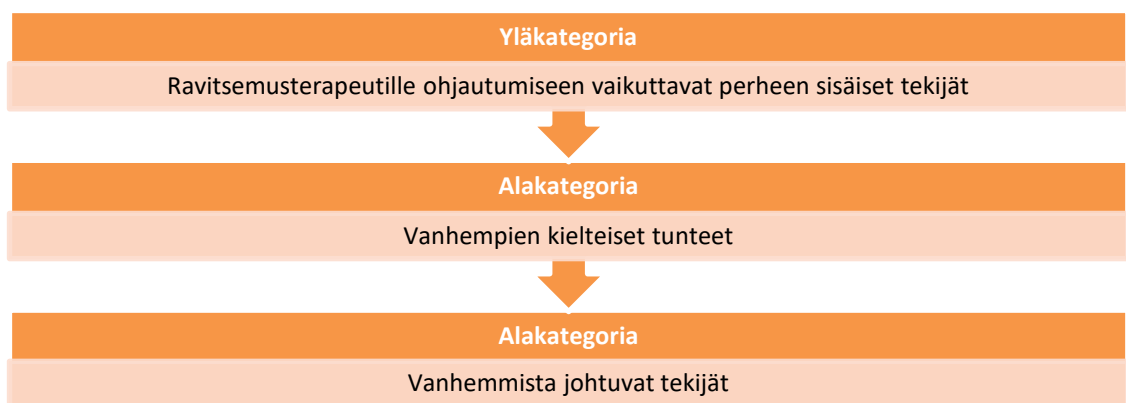 Yläkategoria
Ravitsemusterapeutille ohjautumiseen vaikuttavat perheen sisäiset tekijät
Alakategoria
Vanhempien kielteiset tunteet
Alakategoria
Vanhemmista johtuvat tekijät